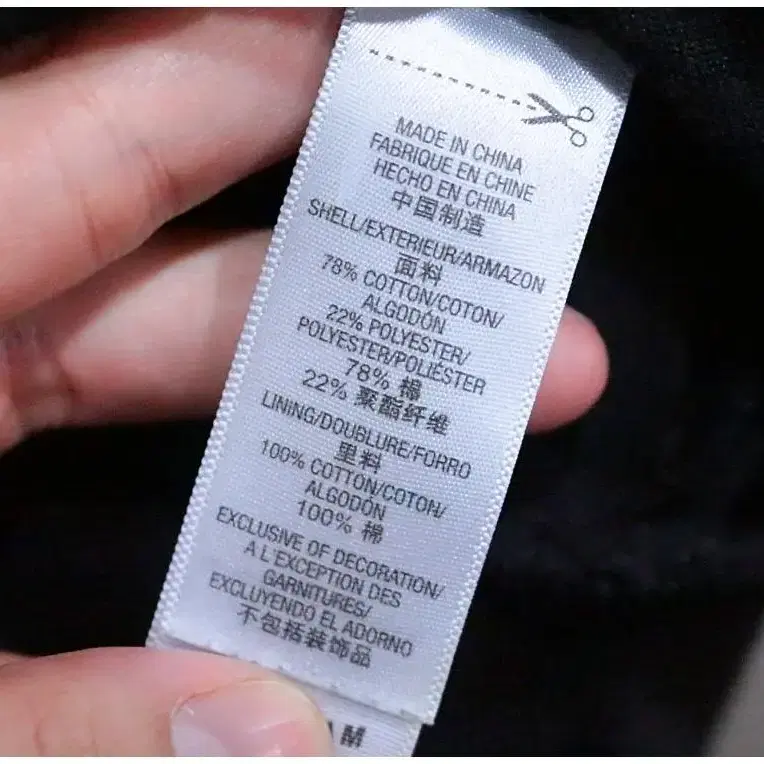 MADE IN CHINA
FABRIQUE EN CHINE
HECHO EN CHINA
中国制造
SHELL/EXTERIEUR/ARMAZON
面料
78% COTTON/COTON/
ALGODÓN
22% POLYESTER/
POLYESTER/POLIÉSTER
78% 棉
22% 聚酯纤维
LINING/DOUBLURE/FORRO
里料
100% COTTON/COTON/
ALGODÓN
100% 棉
EXCLUSIVE OF DECORATION/
À L'EXCEPTION DES
GARNITURES/
EXCLUYENDO EL ADORNO
不包括装饰品
M